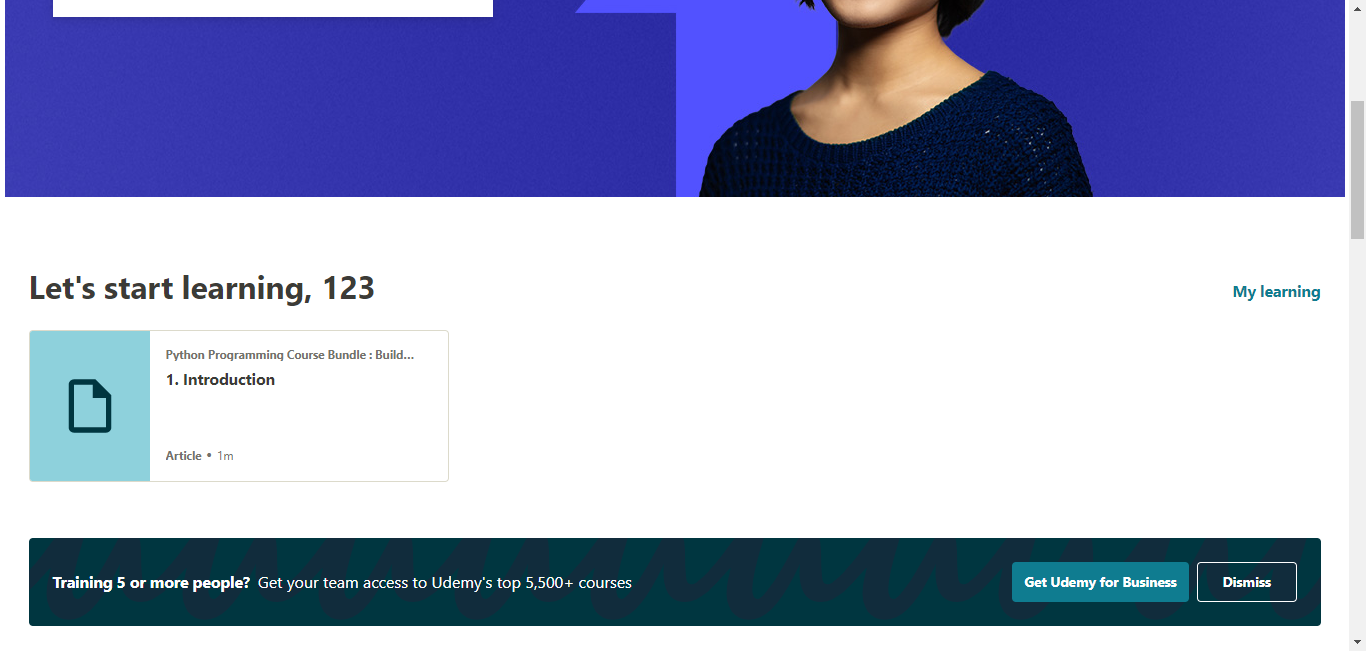 Let's start learning, 123
My learning
Python Programming Course Bundle : Build...
1. Introduction
Article • 1m
Training 5 or more people? Get your team access to Udemy's top 5,500+ courses
Get Udemy for Business
Dismiss